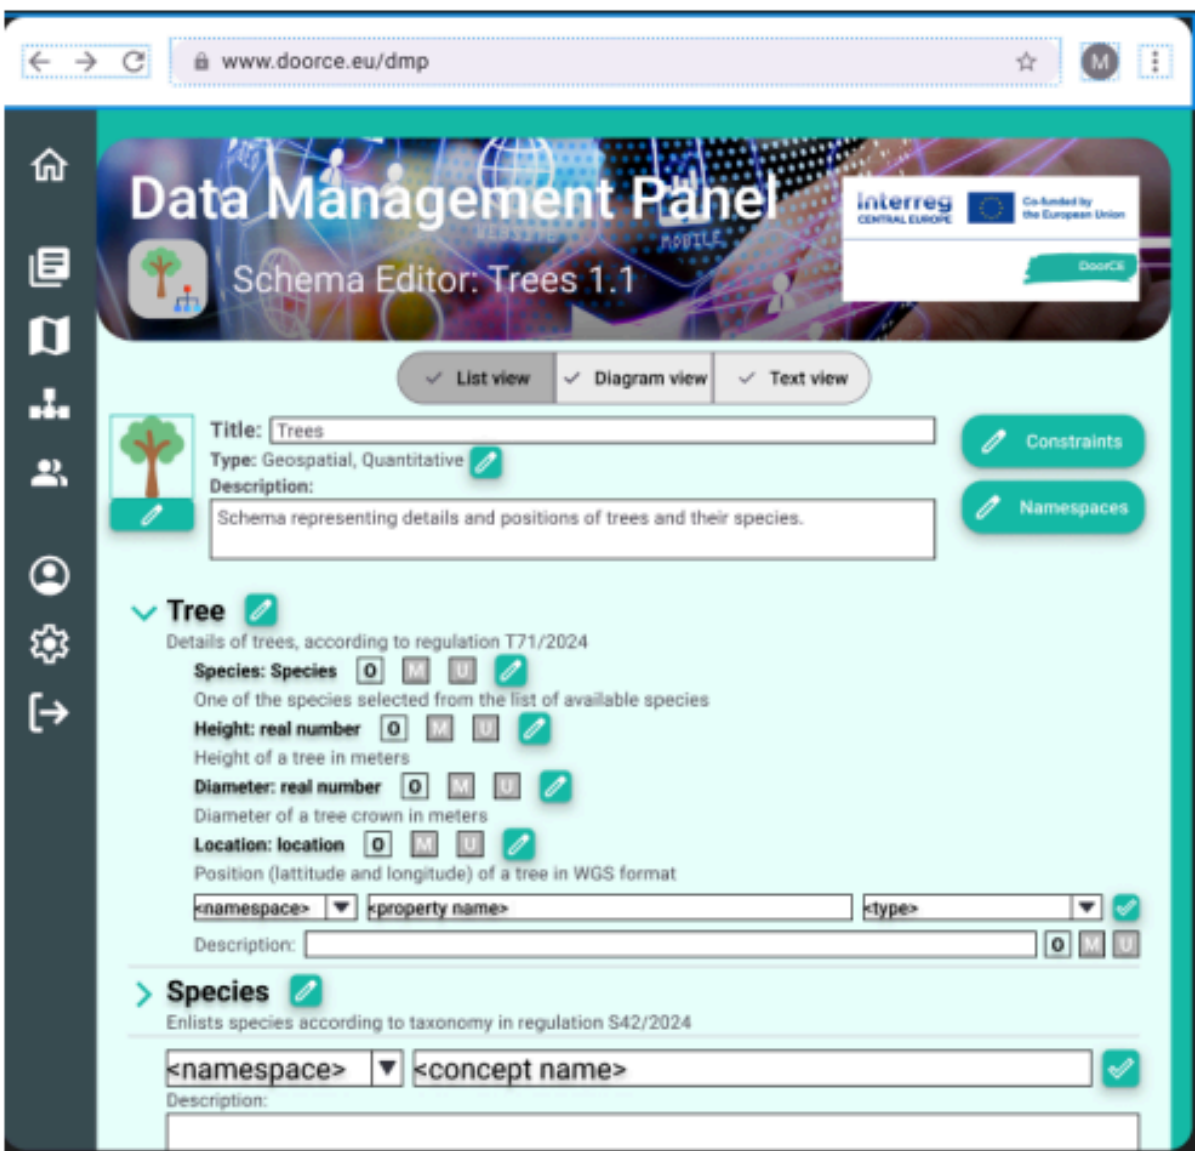 www.doorce.eu/dmp
M
Data Management Panel
WEBSITE
MOBILE
Interreg
CENTRAL EUROPE
Co-funded by
the European Union
DoorCE
Schema Editor: Trees 1.1
List view
Diagram view
Text view
Title: Trees
Type: Geospatial, Quantitative
Description:
Schema representing details and positions of trees and their species.
Constraints
Namespaces
Tree
Details of trees, according to regulation T71/2024
Species: Species O M U
One of the species selected from the list of available species
Height: real number O M U
Height of a tree in meters
Diameter: real number O M U
Diameter of a tree crown in meters
Location: location O M U
Position (lattitude and longitude) of a tree in WGS format
<namespace> <property name> <type>
Description: O M U
Species
Enlists species according to taxonomy in regulation S42/2024
<namespace> <concept name>
Description: